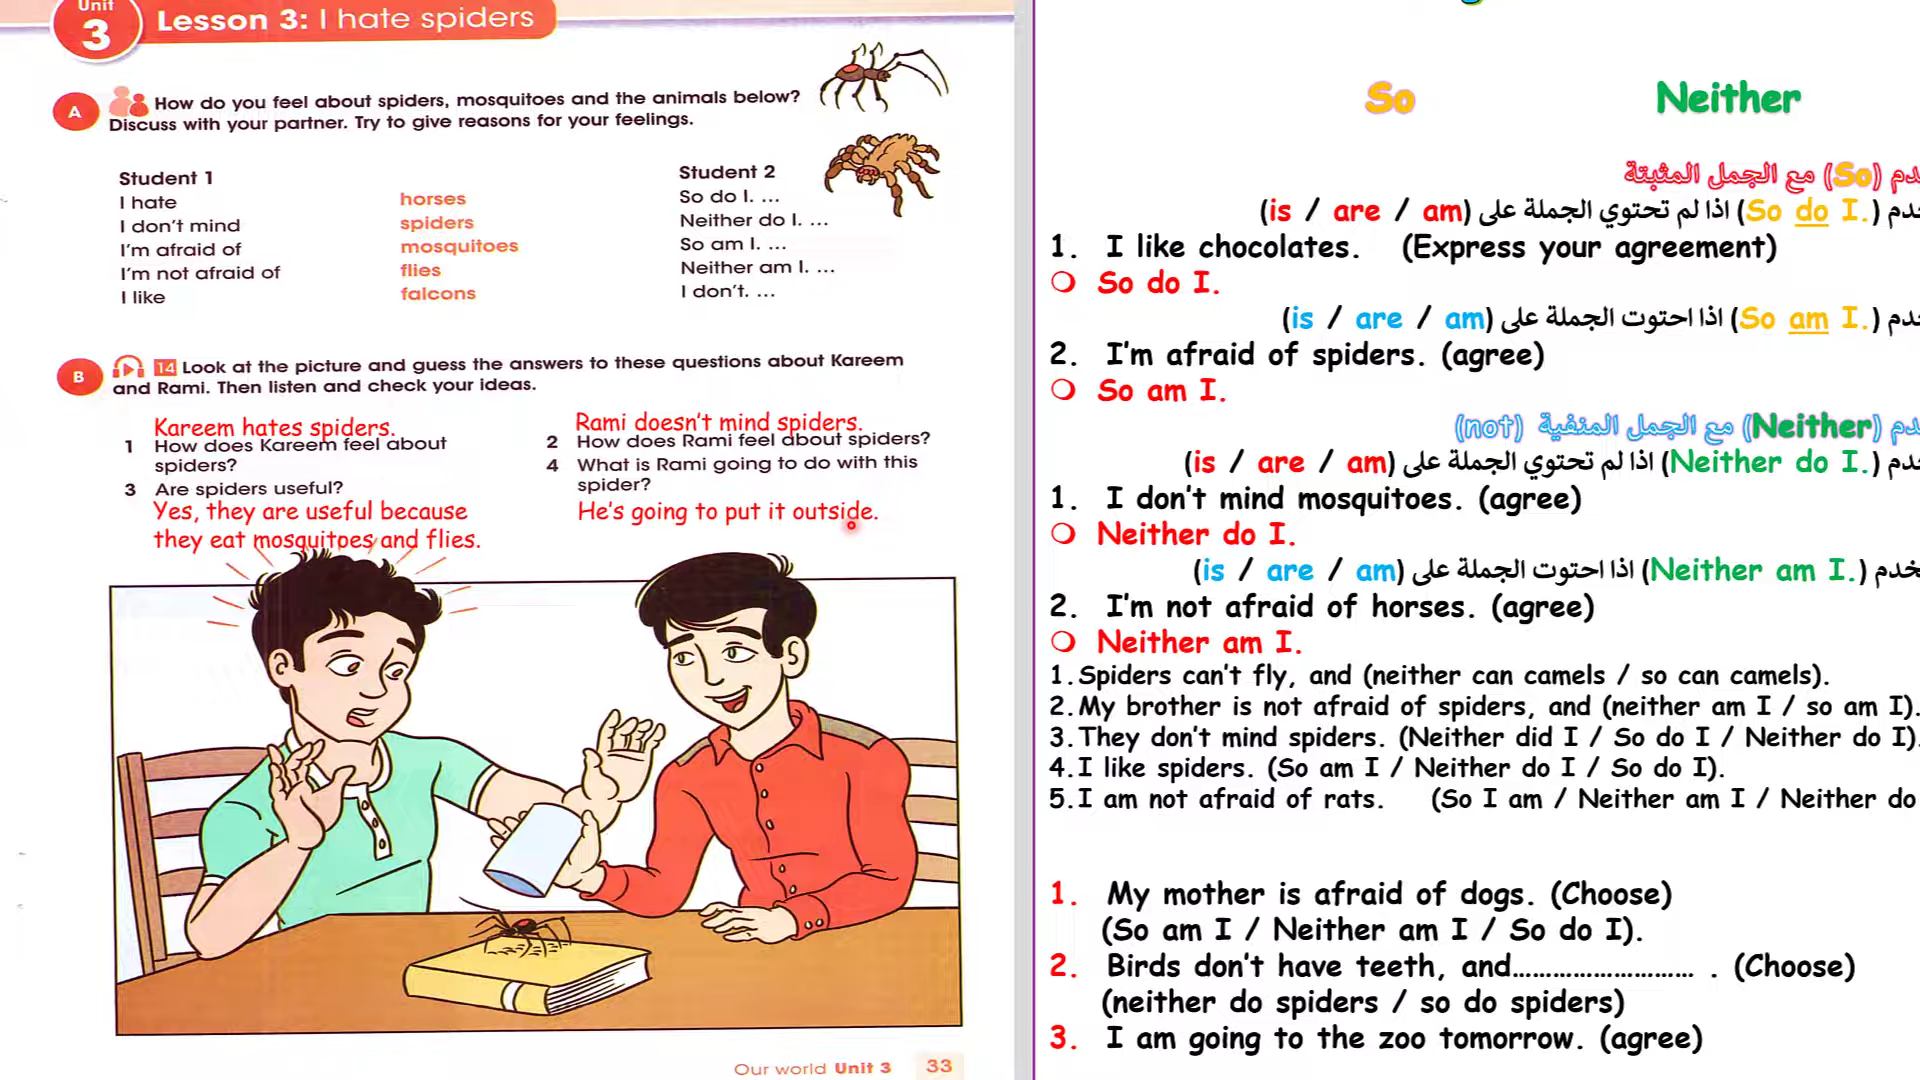 Unit
3
Lesson 3: I hate spiders
A
How do you feel about spiders, mosquitoes and the animals below?
Discuss with your partner. Try to give reasons for your feelings.
Student 1
I hate
I don't mind
I'm afraid of
I'm not afraid of
I like
horses
spiders
mosquitoes
flies
falcons
Student 2
So do I. ...
Neither do I. ...
So am I. ...
Neither am I. ...
I don't. ...
B
14 Look at the picture and guess the answers to these questions about Kareem
and Rami. Then listen and check your ideas.
Kareem hates spiders.
1 How does Kareem feel about
spiders?
Rami doesn't mind spiders.
2 How does Rami feel about spiders?
3 Are spiders useful?
Yes, they are useful because
they eat mosquitoes and flies.
4 What is Rami going to do with this
spider?
He's going to put it outside.
Our world Unit 3 33
So
Neither
(So) مع الجمل المثبتة
(So do I.) اذا لم تحتوي الجملة على (is / are / am)
1. I like chocolates. (Express your agreement)
So do I.
(So am I.) اذا احتوت الجملة على (is / are / am)
2. I'm afraid of spiders. (agree)
So am I.
(Neither) مع الجمل المنفية (not)
(Neither do I.) اذا لم تحتوي الجملة على (is / are / am)
1. I don't mind mosquitoes. (agree)
Neither do I.
(Neither am I.) اذا احتوت الجملة على (is / are / am)
2. I'm not afraid of horses. (agree)
Neither am I.
1. Spiders can't fly, and (neither can camels / so can camels).
2. My brother is not afraid of spiders, and (neither am I / so am I).
3. They don't mind spiders. (Neither did I / So do I / Neither do I).
4. I like spiders. (So am I / Neither do I / So do I).
5. I am not afraid of rats. (So I am / Neither am I / Neither do
1. My mother is afraid of dogs. (Choose)
(So am I / Neither am I / So do I).
2. Birds don't have teeth, and........................... . (Choose)
(neither do spiders / so do spiders)
3. I am going to the zoo tomorrow. (agree)